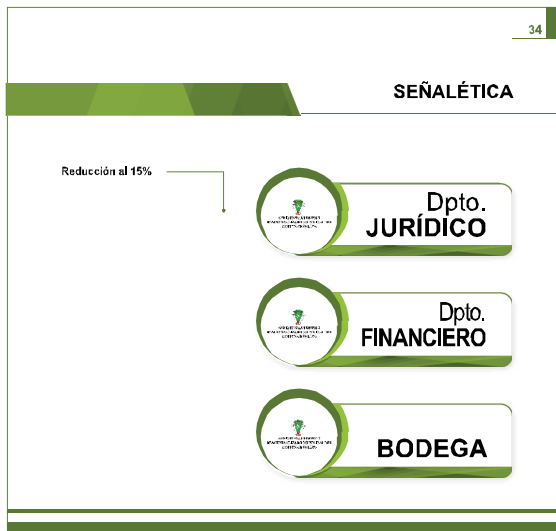 34
SEÑALÉTICA
Reducción al 15%
Dpto.
JURÍDICO
Dpto.
FINANCIERO
BODEGA